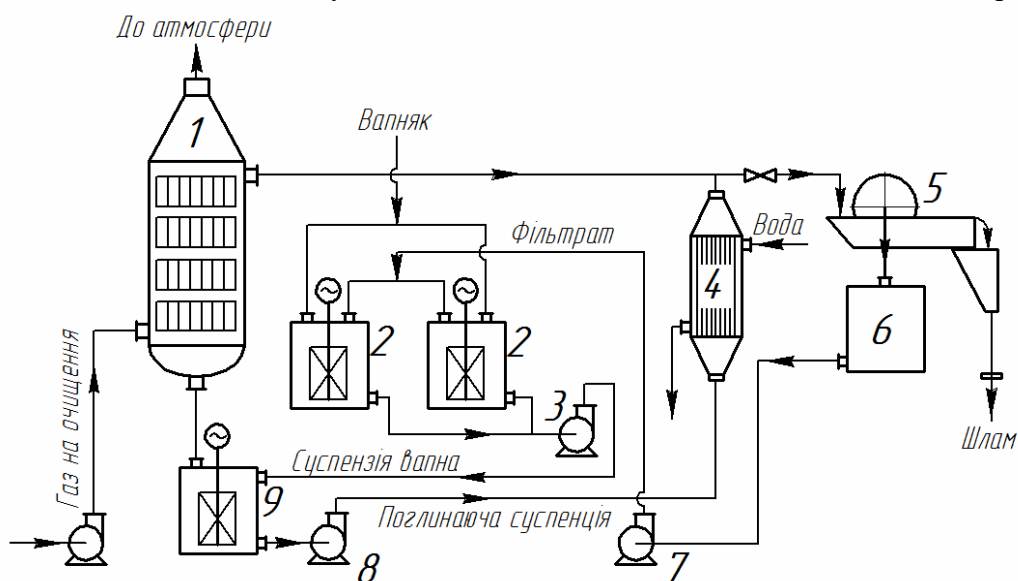 До атмосфери
1
Вапняк
5
Фільтрат
Вода
4
2
2
6
3
Газ на очищення
Суспензія вапна
Шлам
9
Поглинаюча суспенція
8
7